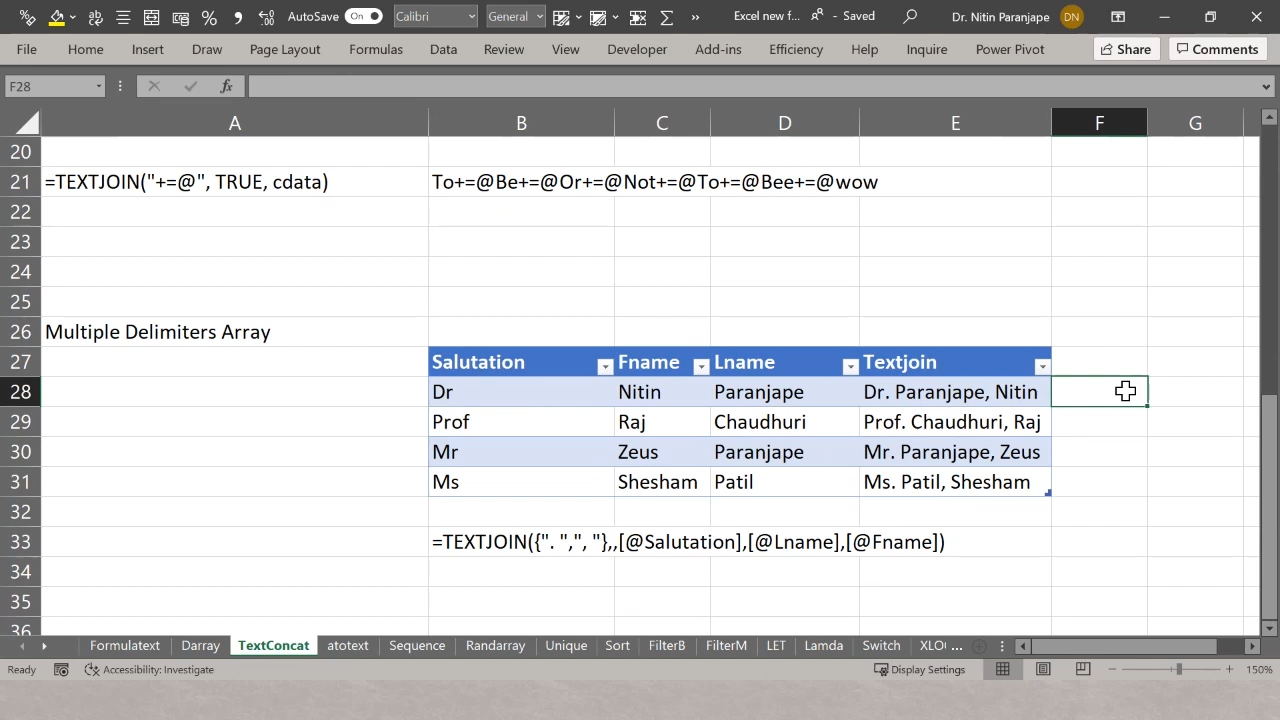 ab
%
AutoSave On
Calibri
General
Σ
»
Excel new f...
- Saved
Dr. Nitin Paranjape
DN
File Home Insert Draw Page Layout Formulas Data Review View Developer Add-ins Efficiency Help Inquire Power Pivot Share Comments
F28 fx
A B C D E F G
20
21 =TEXTJOIN("+=@", TRUE, cdata) To+=@Be+=@Or+=@Not+=@To+=@Bee+=@wow
22
23
24
25
26 Multiple Delimiters Array
27 Salutation Fname Lname Textjoin
28 Dr Nitin Paranjape Dr. Paranjape, Nitin
29 Prof Raj Chaudhuri Prof. Chaudhuri, Raj
30 Mr Zeus Paranjape Mr. Paranjape, Zeus
31 Ms Shesham Patil Ms. Patil, Shesham
32
33 =TEXTJOIN({". ",", "},,[@Salutation],[@Lname],[@Fname])
34
35
36
Formulatext Darray TextConcat atotext Sequence Randarray Unique Sort FilterB FilterM LET Lamda Switch XLO ...
Ready Accessibility: Investigate Display Settings 150%